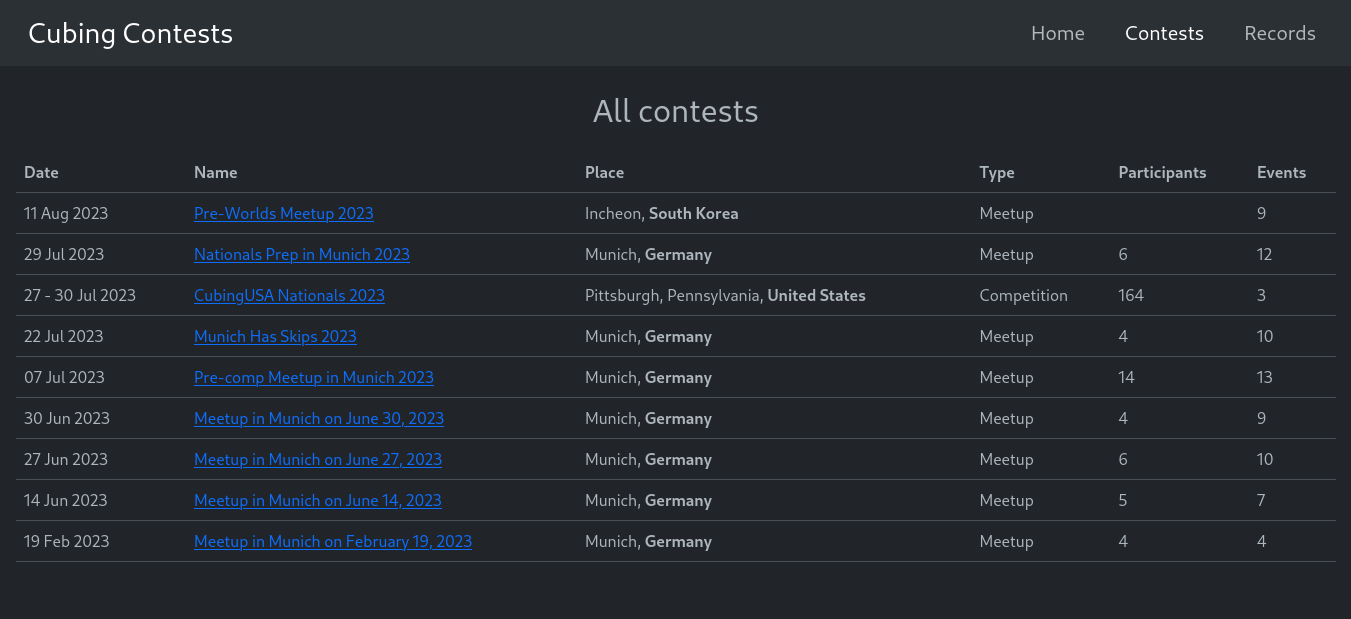 Cubing Contests Home Contests Records
All contests
Date Name Place Type Participants Events
11 Aug 2023 Pre-Worlds Meetup 2023 Incheon, South Korea Meetup 9
29 Jul 2023 Nationals Prep in Munich 2023 Munich, Germany Meetup 6 12
27 - 30 Jul 2023 CubingUSA Nationals 2023 Pittsburgh, Pennsylvania, United States Competition 164 3
22 Jul 2023 Munich Has Skips 2023 Munich, Germany Meetup 4 10
07 Jul 2023 Pre-comp Meetup in Munich 2023 Munich, Germany Meetup 14 13
30 Jun 2023 Meetup in Munich on June 30, 2023 Munich, Germany Meetup 4 9
27 Jun 2023 Meetup in Munich on June 27, 2023 Munich, Germany Meetup 6 10
14 Jun 2023 Meetup in Munich on June 14, 2023 Munich, Germany Meetup 5 7
19 Feb 2023 Meetup in Munich on February 19, 2023 Munich, Germany Meetup 4 4